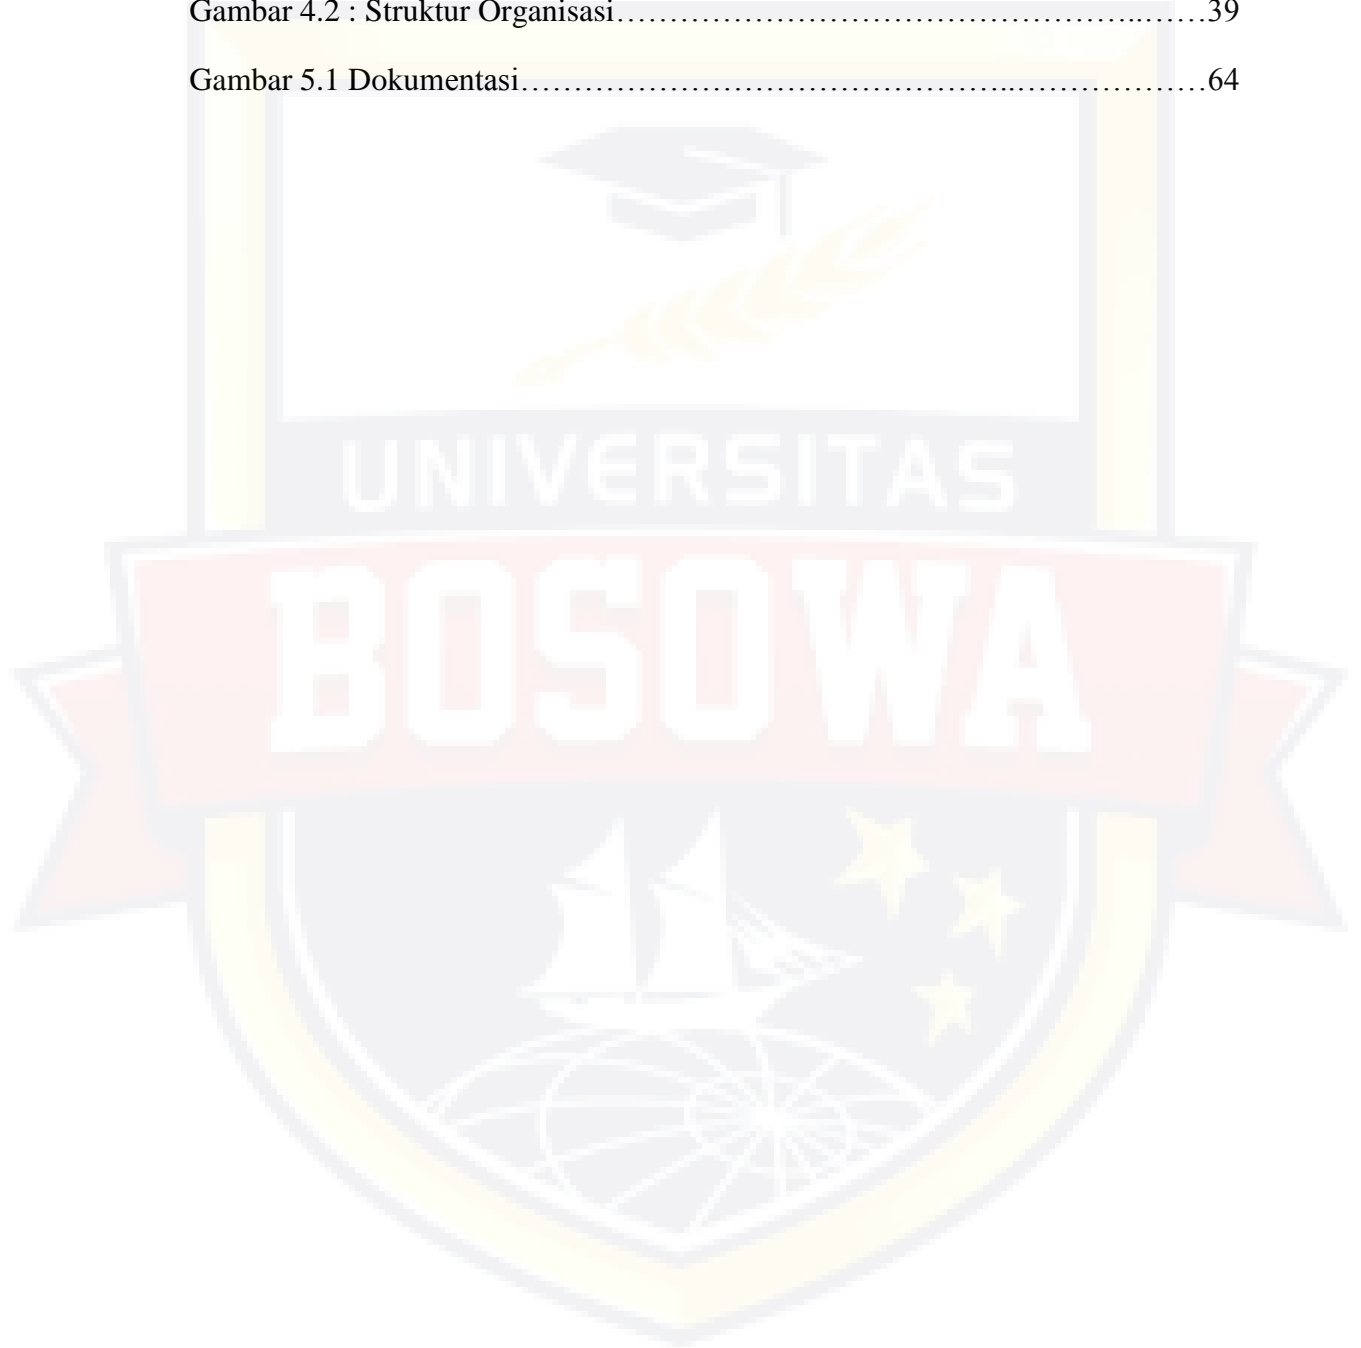 Gambar 4.2 : Struktur Organisasi…………………………………………..……39
Gambar 5.1 Dokumentasi………………………………………..………………64
UNIVERSITAS
BOSOWA